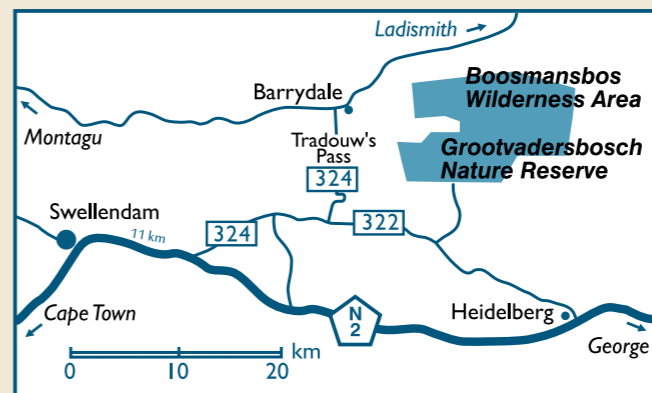 Ladismith
Boosmansbos
Wilderness Area
Barrydale
Montagu
Tradouw's
Pass
Grootvadersbosch
Nature Reserve
324
Swellendam
11 km
324
322
Cape Town
N
2
Heidelberg
George
km
0 10 20